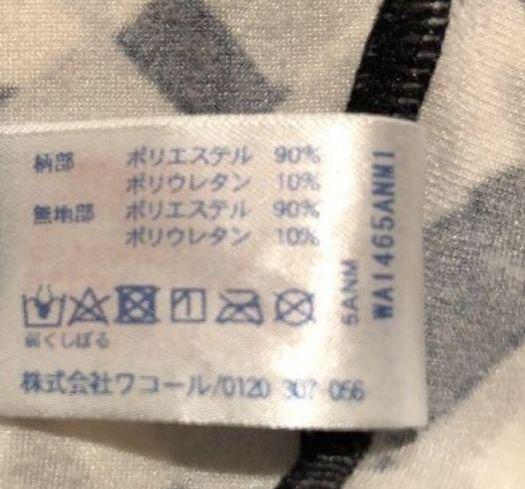 柄部 ポリエステル 90%
ポリウレタン 10%
無地部 ポリエステル 90%
ポリウレタン 10%
弱くしぼる
株式会社ワコール/0120 307 056
5ANM
WA1465ANM1